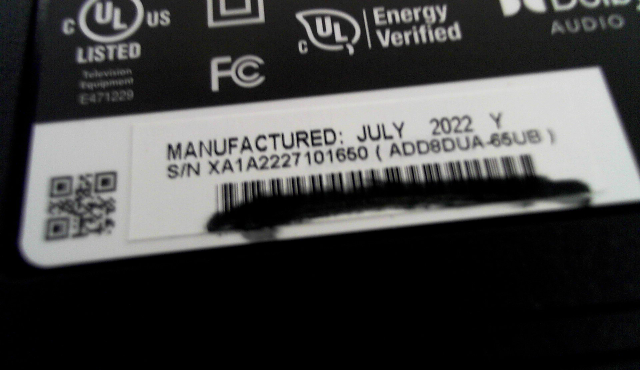 C UL US
LISTED
Television
Equipment
E471229
FC
C UL
Energy
Verified
AUDIO
MANUFACTURED: JULY 2022 Y
S/N XA1A2227101650 ( ADD8DUA-65UB )